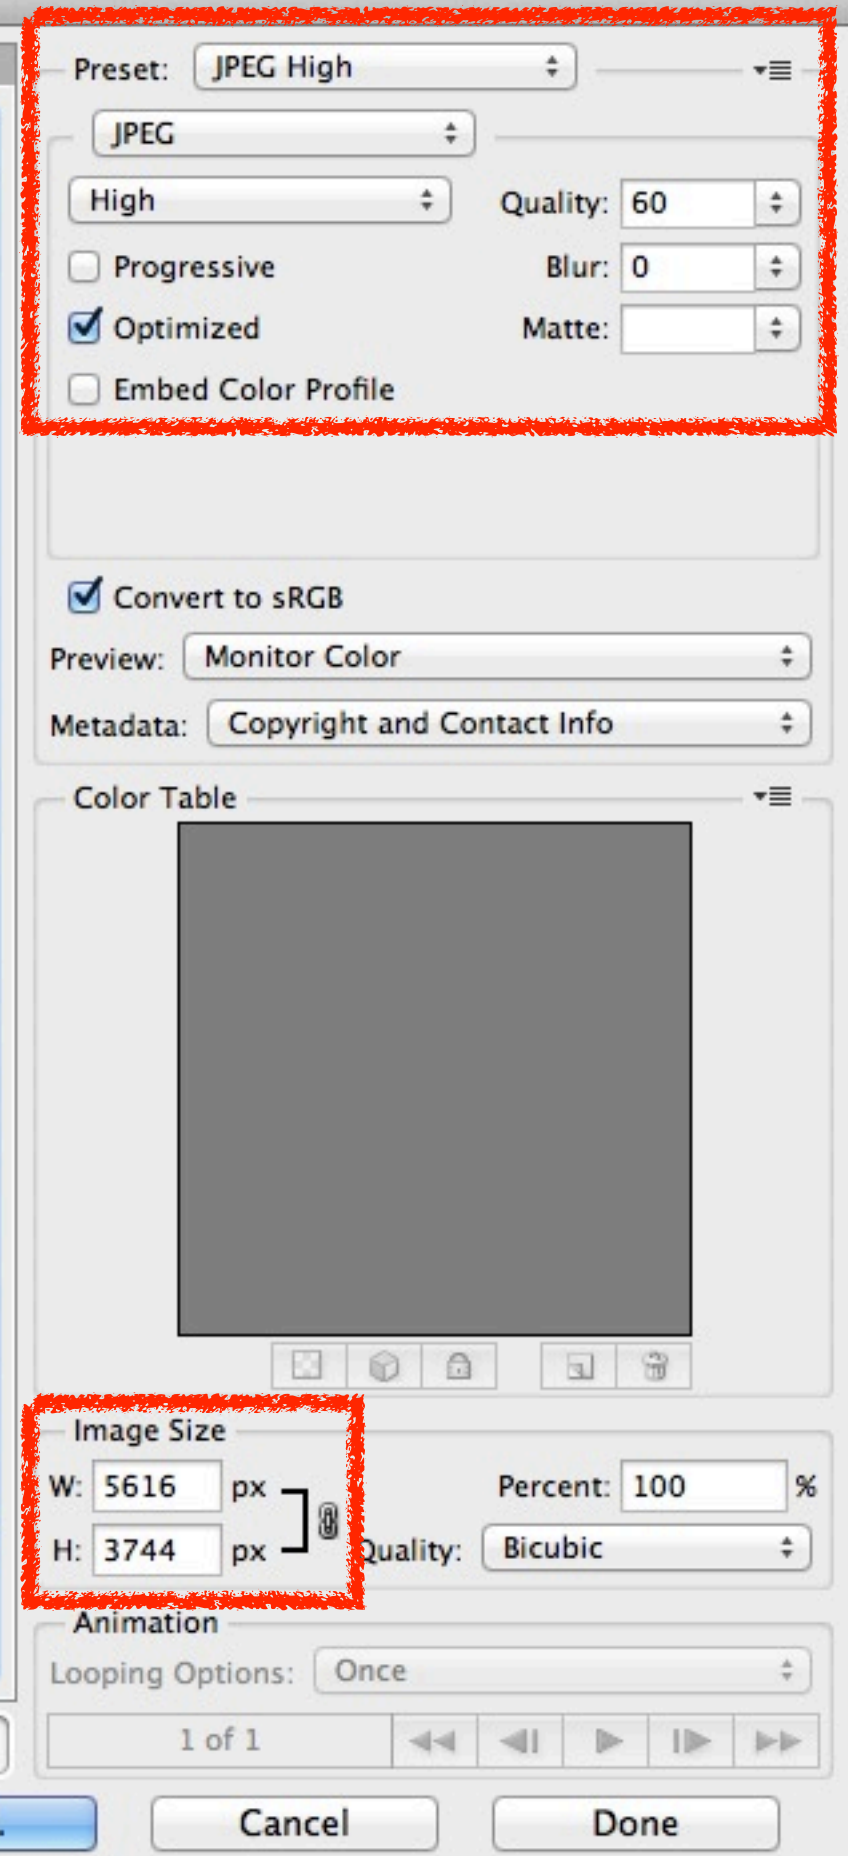 Preset: JPEG High
JPEG
High Quality: 60
Progressive Blur: 0
Optimized Matte:
Embed Color Profile
Convert to sRGB
Preview: Monitor Color
Metadata: Copyright and Contact Info
Color Table
Image Size
W: 5616 px Percent: 100 %
H: 3744 px Quality: Bicubic
Animation
Looping Options: Once
1 of 1
Cancel Done